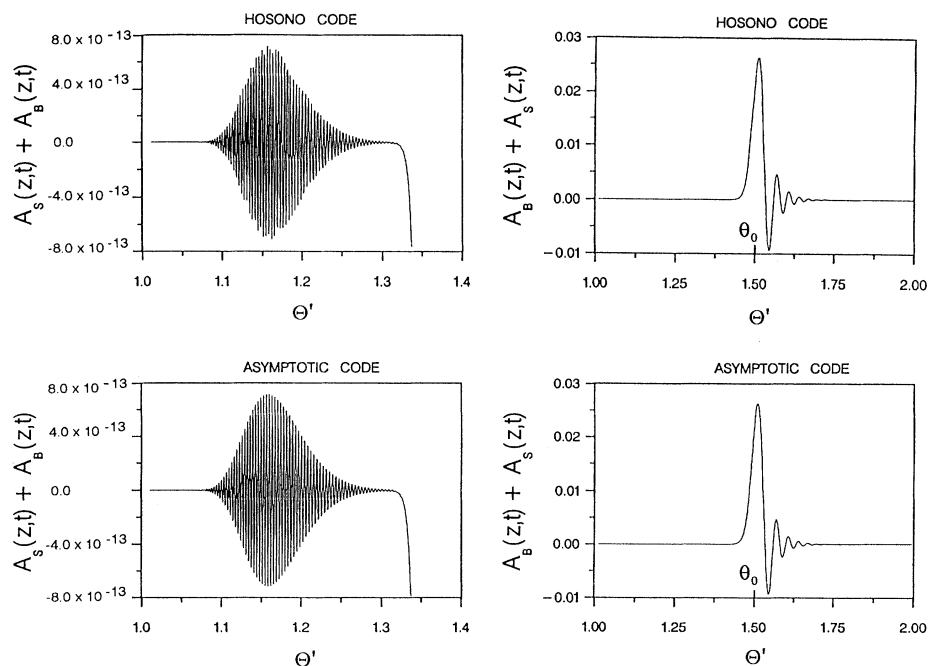 HOSONO CODE
A_S(z,t) + A_B(z,t)
8.0 x 10 -13
4.0 x 10 -13
0.0
-4.0 x 10 -13
-8.0 x 10 -13
1.0 1.1 1.2 1.3 1.4
Θ'
HOSONO CODE
A_B(z,t) + A_S(z,t)
0.03
0.02
0.01
0.00
-0.01
θ_0
1.00 1.25 1.50 1.75 2.00
Θ'
ASYMPTOTIC CODE
A_S(z,t) + A_B(z,t)
8.0 x 10 -13
4.0 x 10 -13
0.0
-4.0 x 10 -13
-8.0 x 10 -13
1.0 1.1 1.2 1.3 1.4
Θ'
ASYMPTOTIC CODE
A_B(z,t) + A_S(z,t)
0.03
0.02
0.01
0.00
-0.01
θ_0
1.00 1.25 1.50 1.75 2.00
Θ'